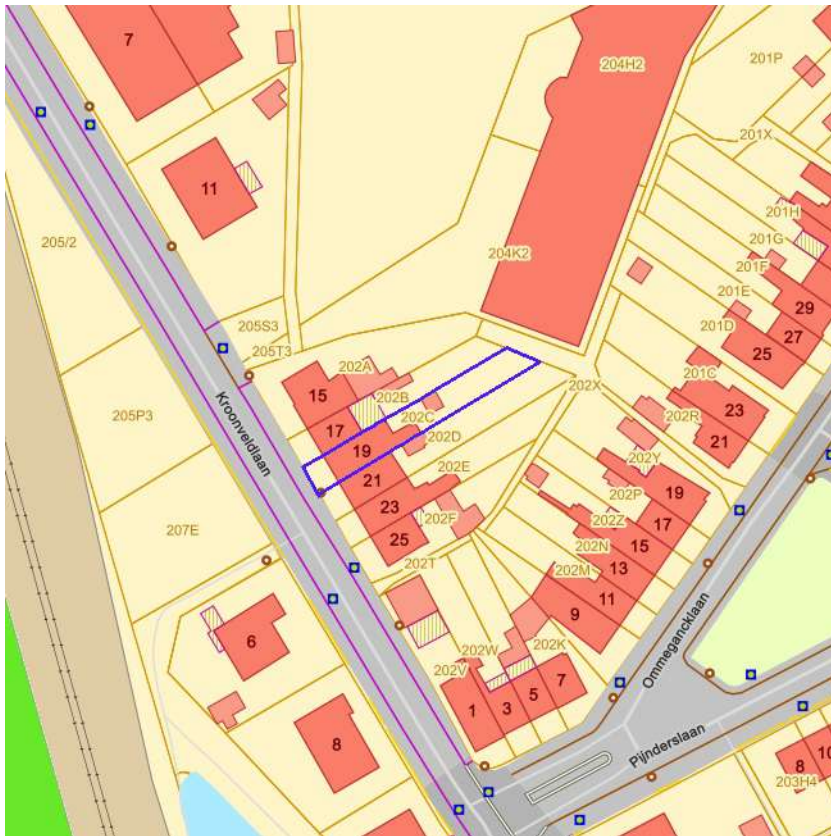 7
204H2
201P
201X
11
201H
201G
205/2
204K2
201F
201E
29
205S3
201D
27
205T3
25
202A
15
202X
201C
202B
23
Kroonveldlaan
205P3
17
202C
202R
19
202D
21
202Y
21
202E
19
202P
23
202F
17
207E
202Z
25
15
202N
202T
13
202M
11
9
6
202W
202K
202V
7
5
3
1
Ommegancklaan
8
Pijnderslaan
8
10
203H4